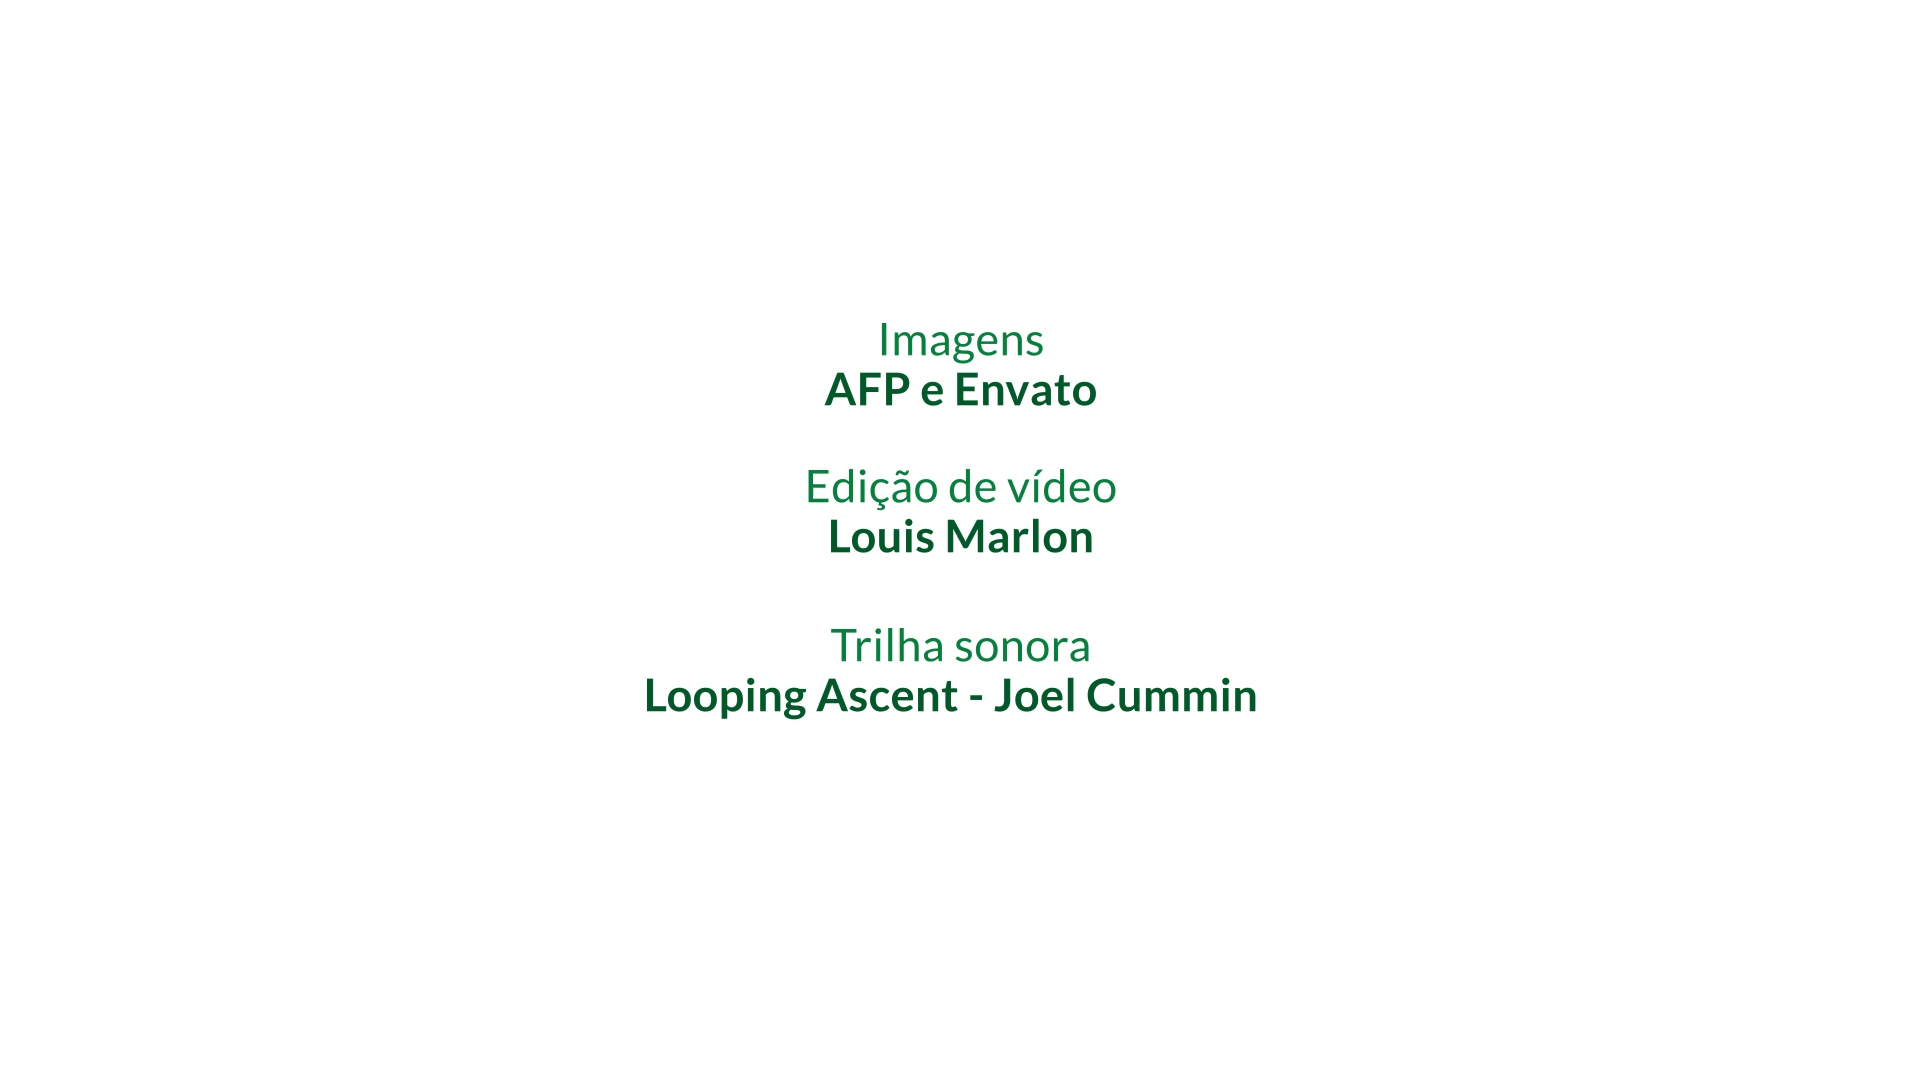 Imagens
AFP e Envato
Edição de vídeo
Louis Marlon
Trilha sonora
Looping Ascent - Joel Cummin